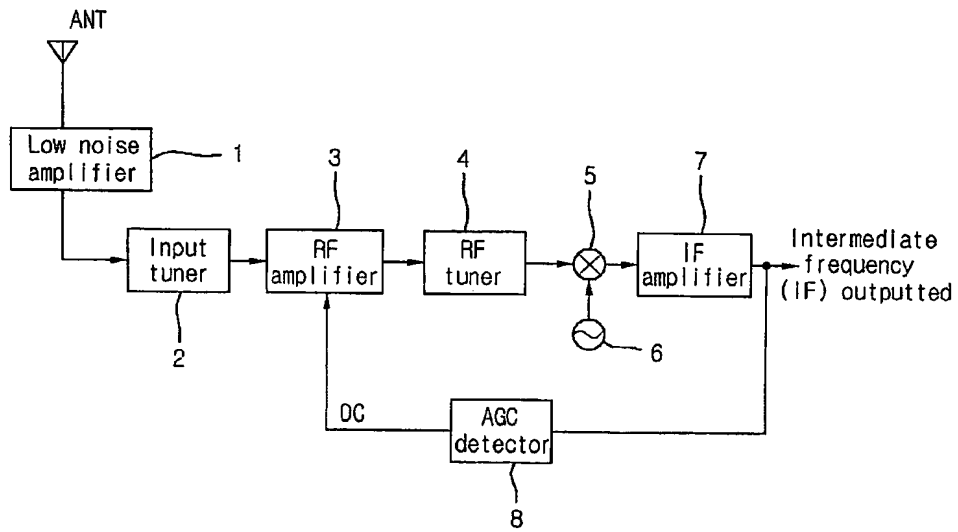 ANT
Low noise
amplifier
1
Input
tuner
2
3
RF
amplifier
4
RF
tuner
5
6
7
IF
amplifier
Intermediate
frequency
(IF) outputted
DC
AGC
detector
8